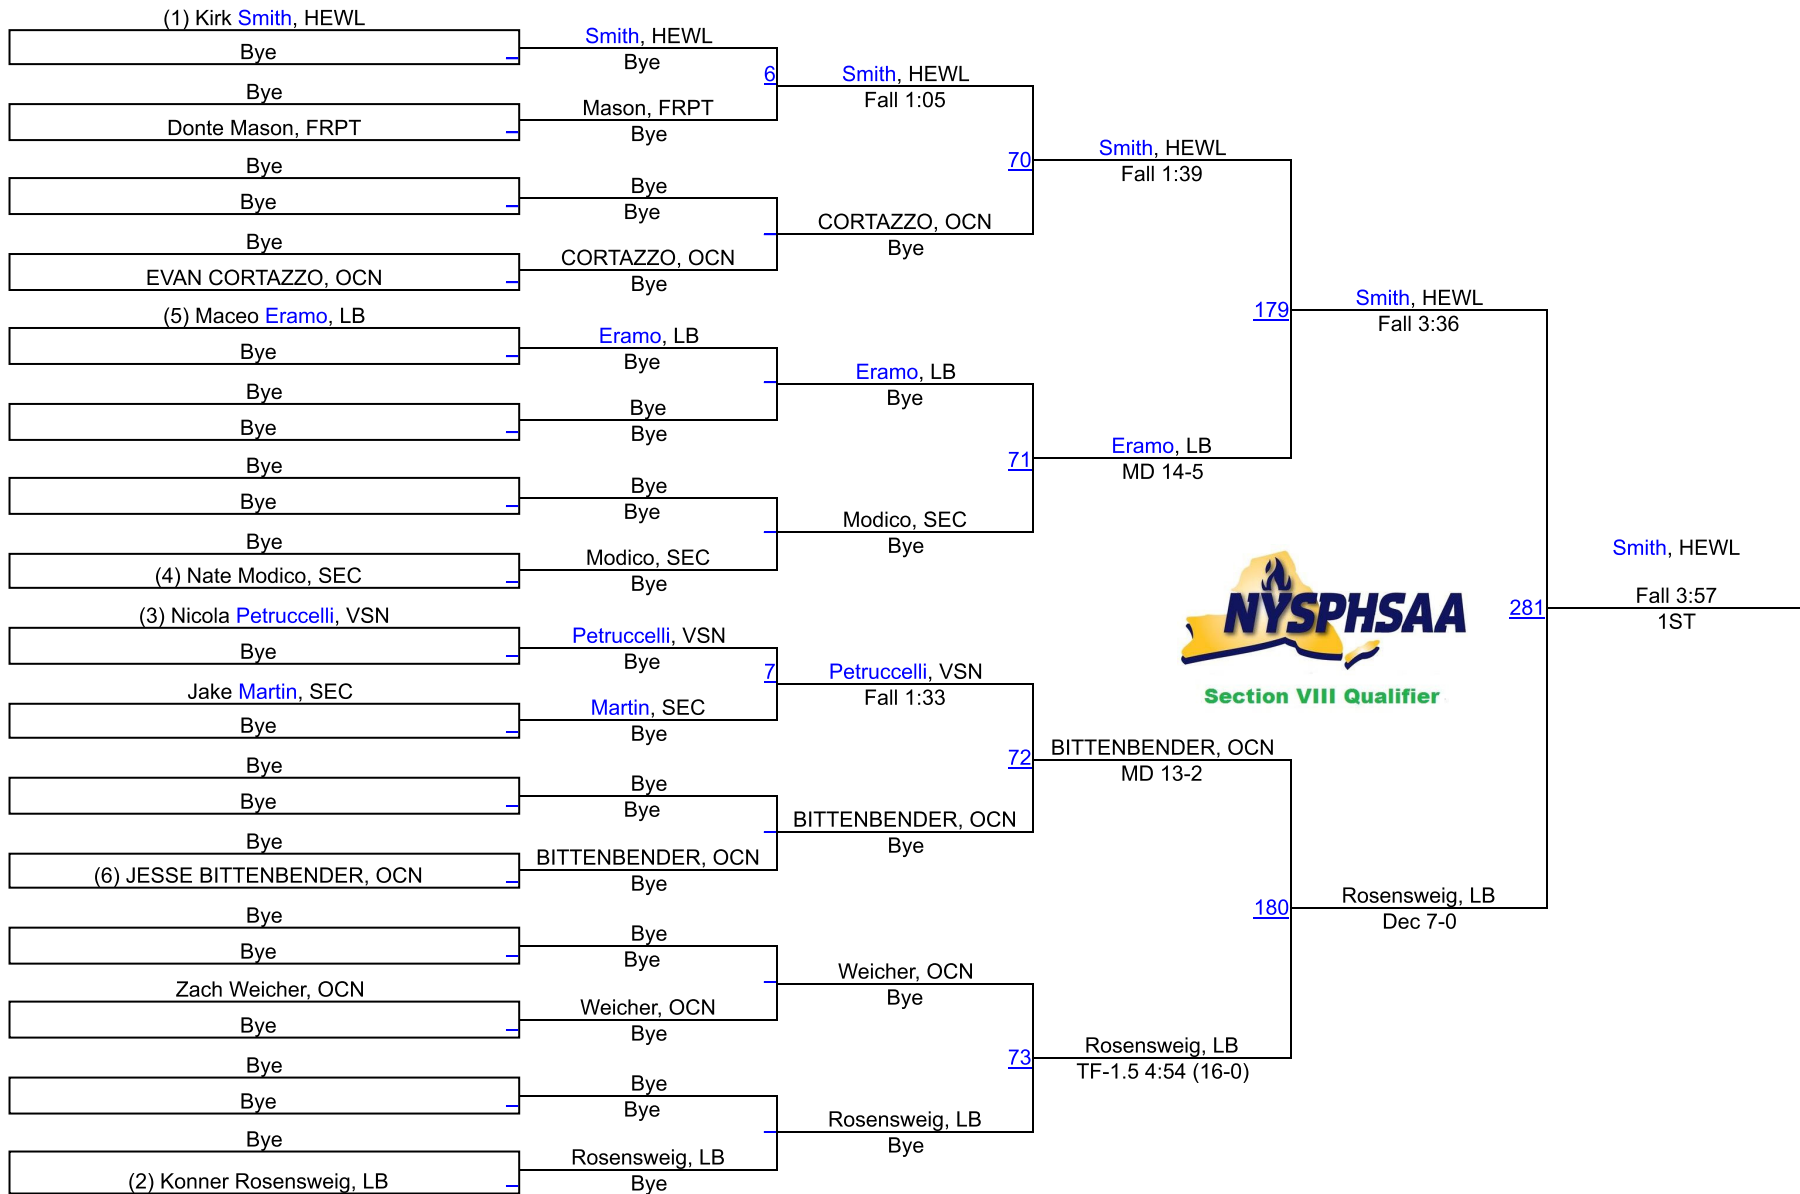 (1) Kirk Smith, HEWL
Bye
Bye
Donte Mason, FRPT
Bye
Bye
Bye
EVAN CORTAZZO, OCN
(5) Maceo Eramo, LB
Bye
Bye
Bye
Bye
Bye
Bye
(4) Nate Modico, SEC
(3) Nicola Petruccelli, VSN
Bye
Jake Martin, SEC
Bye
Bye
Bye
Bye
(6) JESSE BITTENBENDER, OCN
Bye
Bye
Zach Weicher, OCN
Bye
Bye
Bye
Bye
(2) Konner Rosensweig, LB
Smith, HEWL
Bye
6
Mason, FRPT
Bye
Bye
Bye
CORTAZZO, OCN
Bye
Eramo, LB
Bye
Bye
Bye
Bye
Bye
Modico, SEC
Bye
Petruccelli, VSN
Bye
7
Martin, SEC
Bye
Bye
Bye
BITTENBENDER, OCN
Bye
Bye
Bye
Weicher, OCN
Bye
Bye
Bye
Rosensweig, LB
Bye
Smith, HEWL
Fall 1:05
70
CORTAZZO, OCN
Bye
Eramo, LB
Bye
71
Modico, SEC
Bye
Petruccelli, VSN
Fall 1:33
72
BITTENBENDER, OCN
Bye
Weicher, OCN
Bye
73
Rosensweig, LB
Bye
Smith, HEWL
Fall 1:39
179
Eramo, LB
MD 14-5
BITTENBENDER, OCN
MD 13-2
180
Rosensweig, LB
TF-1.5 4:54 (16-0)
Smith, HEWL
Fall 3:36
NYSPHSAA
Section VIII Qualifier
281
Rosensweig, LB
Dec 7-0
Smith, HEWL
Fall 3:57
1ST